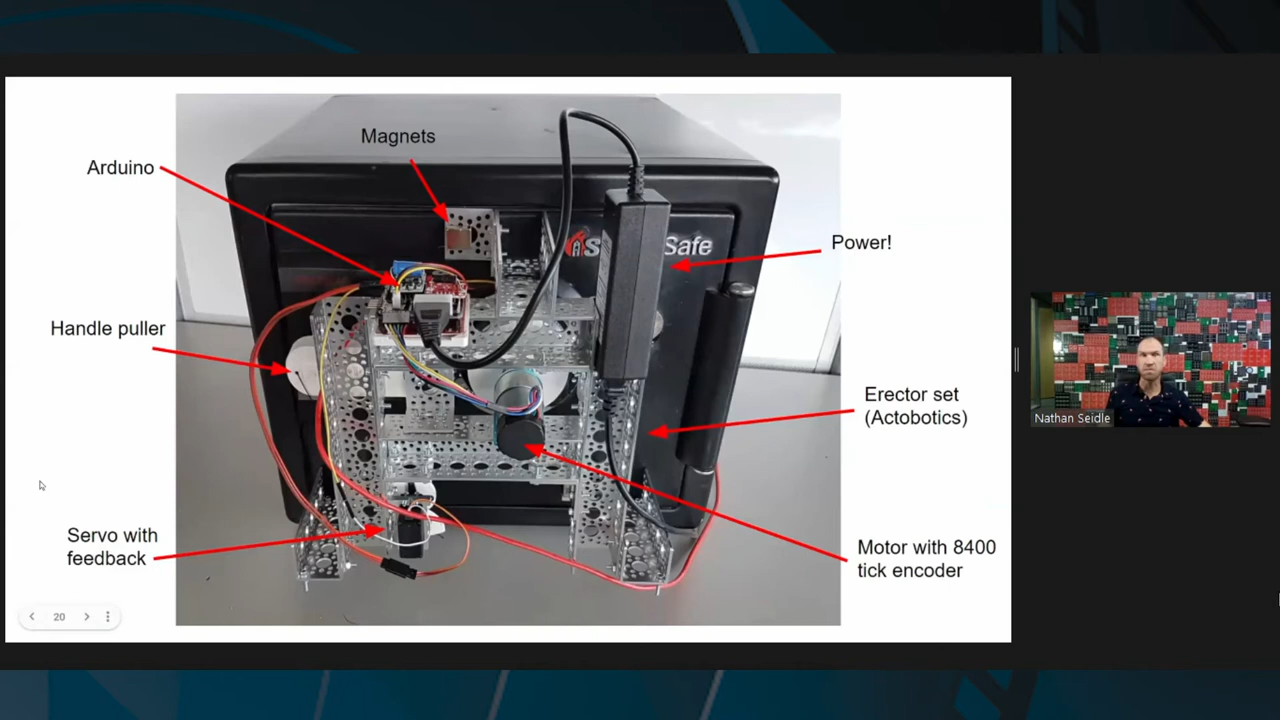 Magnets
Arduino
Safe
Power!
Handle puller
Erector set
(Actobotics)
Nathan Seidle
Servo with
feedback
Motor with 8400
tick encoder
20